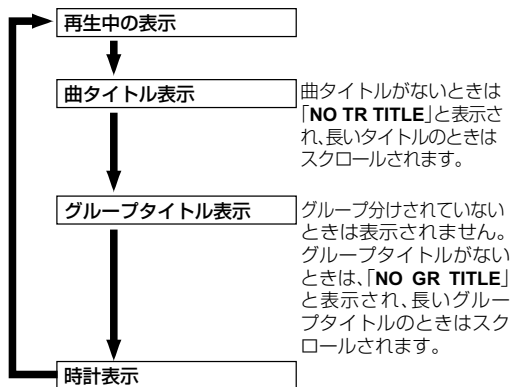 再生中の表示
曲タイトル表示
曲タイトルがないときは
「NO TR TITLE」と表示さ
れ、長いタイトルのときは
スクロールされます。
グループタイトル表示
グループ分けされていない
ときは表示されません。
グループタイトルがない
ときは、「NO GR TITLE」
と表示され、長いグルー
プタイトルのときはスク
ロールされます。
時計表示